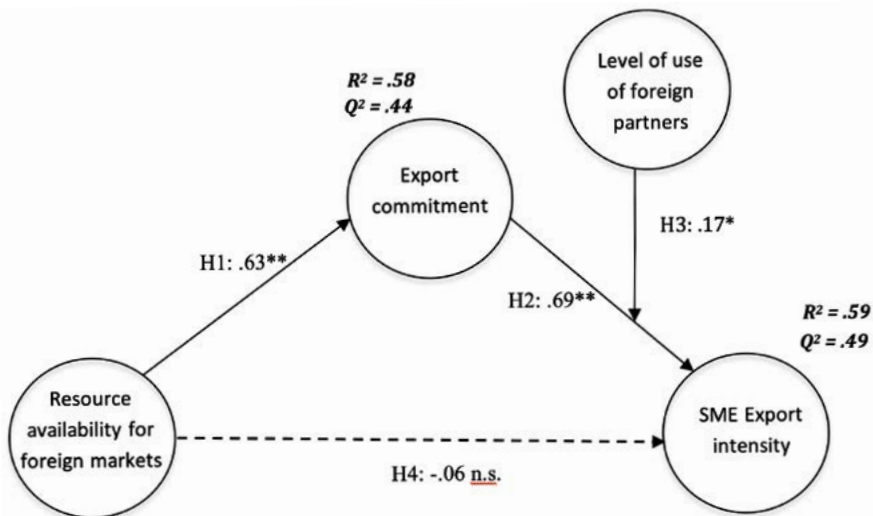 Level of use
of foreign
partners
R² = .58
Q² = .44
Export
commitment
H3: .17*
H1: .63**
H2: .69**
R² = .59
Q² = .49
Resource
availability for
foreign markets
SME Export
intensity
H4: -.06 n.s.